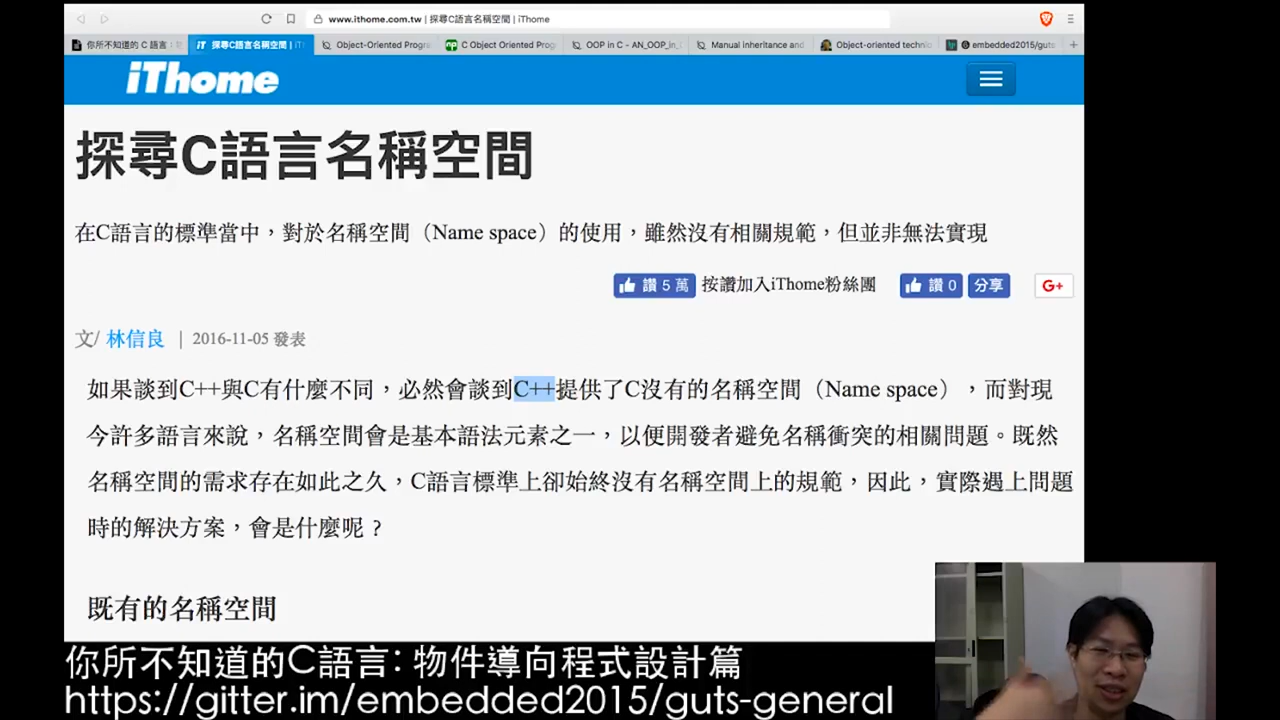 www.ithome.com.tw | 探尋C語言名稱空間 | iThome
你所不知道的 C 語言：
iT 探尋C語言名稱空間 | iT
Object-Oriented Progra
C Object Oriented Prog
OOP in C - AN_OOP_in_
Manual inheritance and
Object-oriented technic
embedded2015/guts
iThome
探尋C語言名稱空間
在C語言的標準當中，對於名稱空間（Name space）的使用，雖然沒有相關規範，但並非無法實現
讚 5 萬 按讚加入iThome粉絲團 讚 0 分享 G+
文/ 林信良 | 2016-11-05 發表
如果談到C++與C有什麼不同，必然會談到C++提供了C沒有的名稱空間（Name space），而對現
今許多語言來說，名稱空間會是基本語法元素之一，以便開發者避免名稱衝突的相關問題。既然
名稱空間的需求存在如此之久，C語言標準上卻始終沒有名稱空間上的規範，因此，實際遇上問題
時的解決方案，會是什麼呢？
既有的名稱空間
你所不知道的C語言: 物件導向程式設計篇
https://gitter.im/embedded2015/guts-general